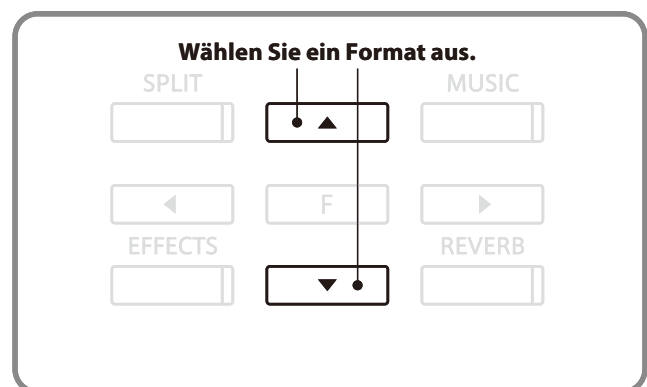 Wählen Sie ein Format aus.
SPLIT
MUSIC
F
EFFECTS
REVERB